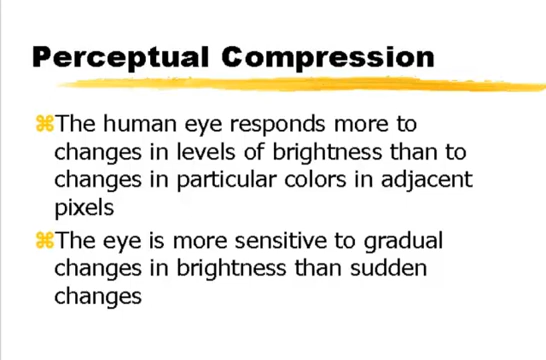 Perceptual Compression
⌘The human eye responds more to
changes in levels of brightness than to
changes in particular colors in adjacent
pixels
⌘The eye is more sensitive to gradual
changes in brightness than sudden
changes